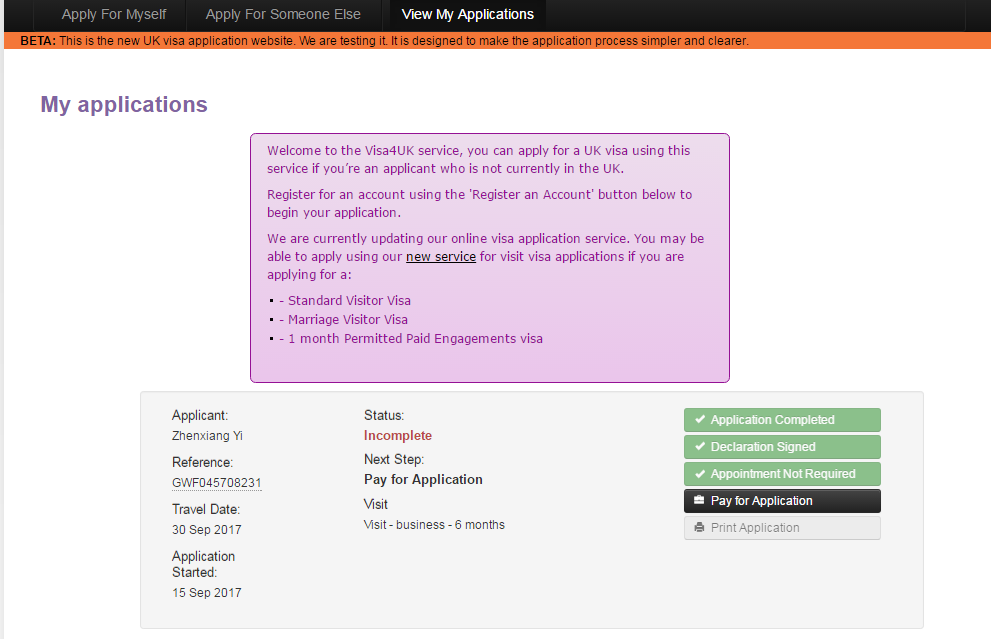 Apply For Myself Apply For Someone Else View My Applications
BETA: This is the new UK visa application website. We are testing it. It is designed to make the application process simpler and clearer.
My applications
Welcome to the Visa4UK service, you can apply for a UK visa using this
service if you're an applicant who is not currently in the UK.
Register for an account using the 'Register an Account' button below to
begin your application.
We are currently updating our online visa application service. You may be
able to apply using our new service for visit visa applications if you are
applying for a:
- Standard Visitor Visa
- Marriage Visitor Visa
- 1 month Permitted Paid Engagements visa
Applicant:
Zhenxiang Yi
Reference:
GWF045708231
Travel Date:
30 Sep 2017
Application
Started:
15 Sep 2017
Status:
Incomplete
Next Step:
Pay for Application
Visit
Visit - business - 6 months
Application Completed
Declaration Signed
Appointment Not Required
Pay for Application
Print Application